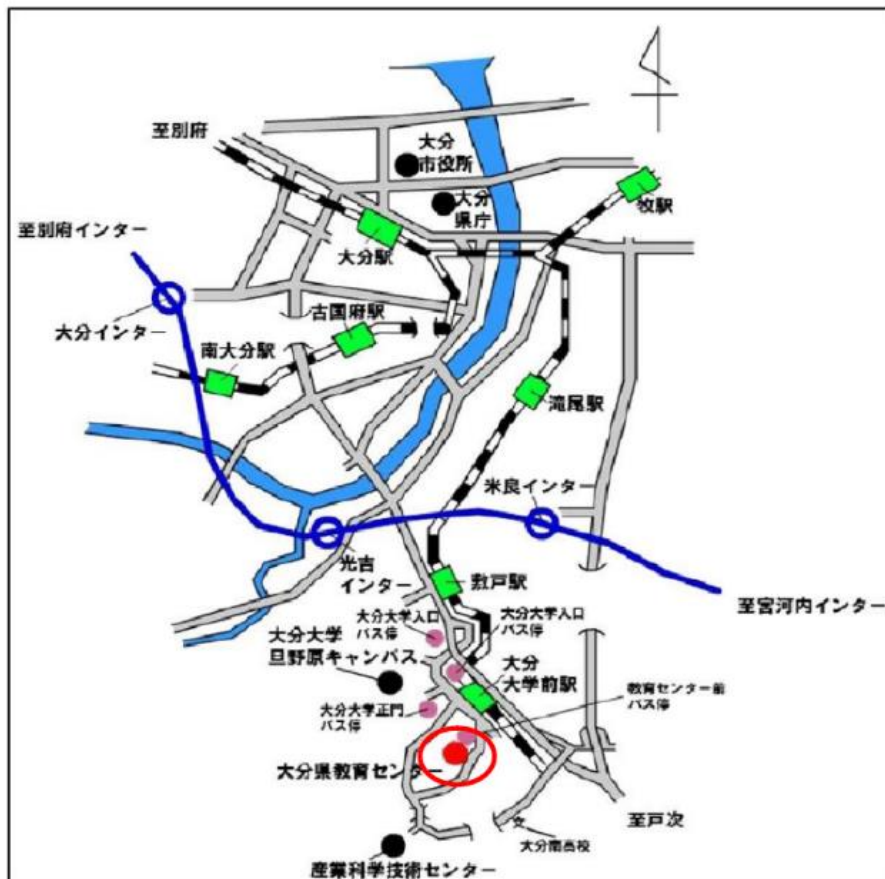 至別府
大分
市役所
大分
県庁
牧駅
至別府インター
大分駅
大分インター
古国府駅
南大分駅
滝尾駅
米良インター
光吉
インター
敷戸駅
至宮河内インター
大分大学入口
バス停
大分大学入口
バス停
大分大学
旦野原キャンパス
大分
大学前駅
教育センター前
バス停
大分大学正門
バス停
大分県教育センター
至戸次
大分南高校
産業科学技術センター